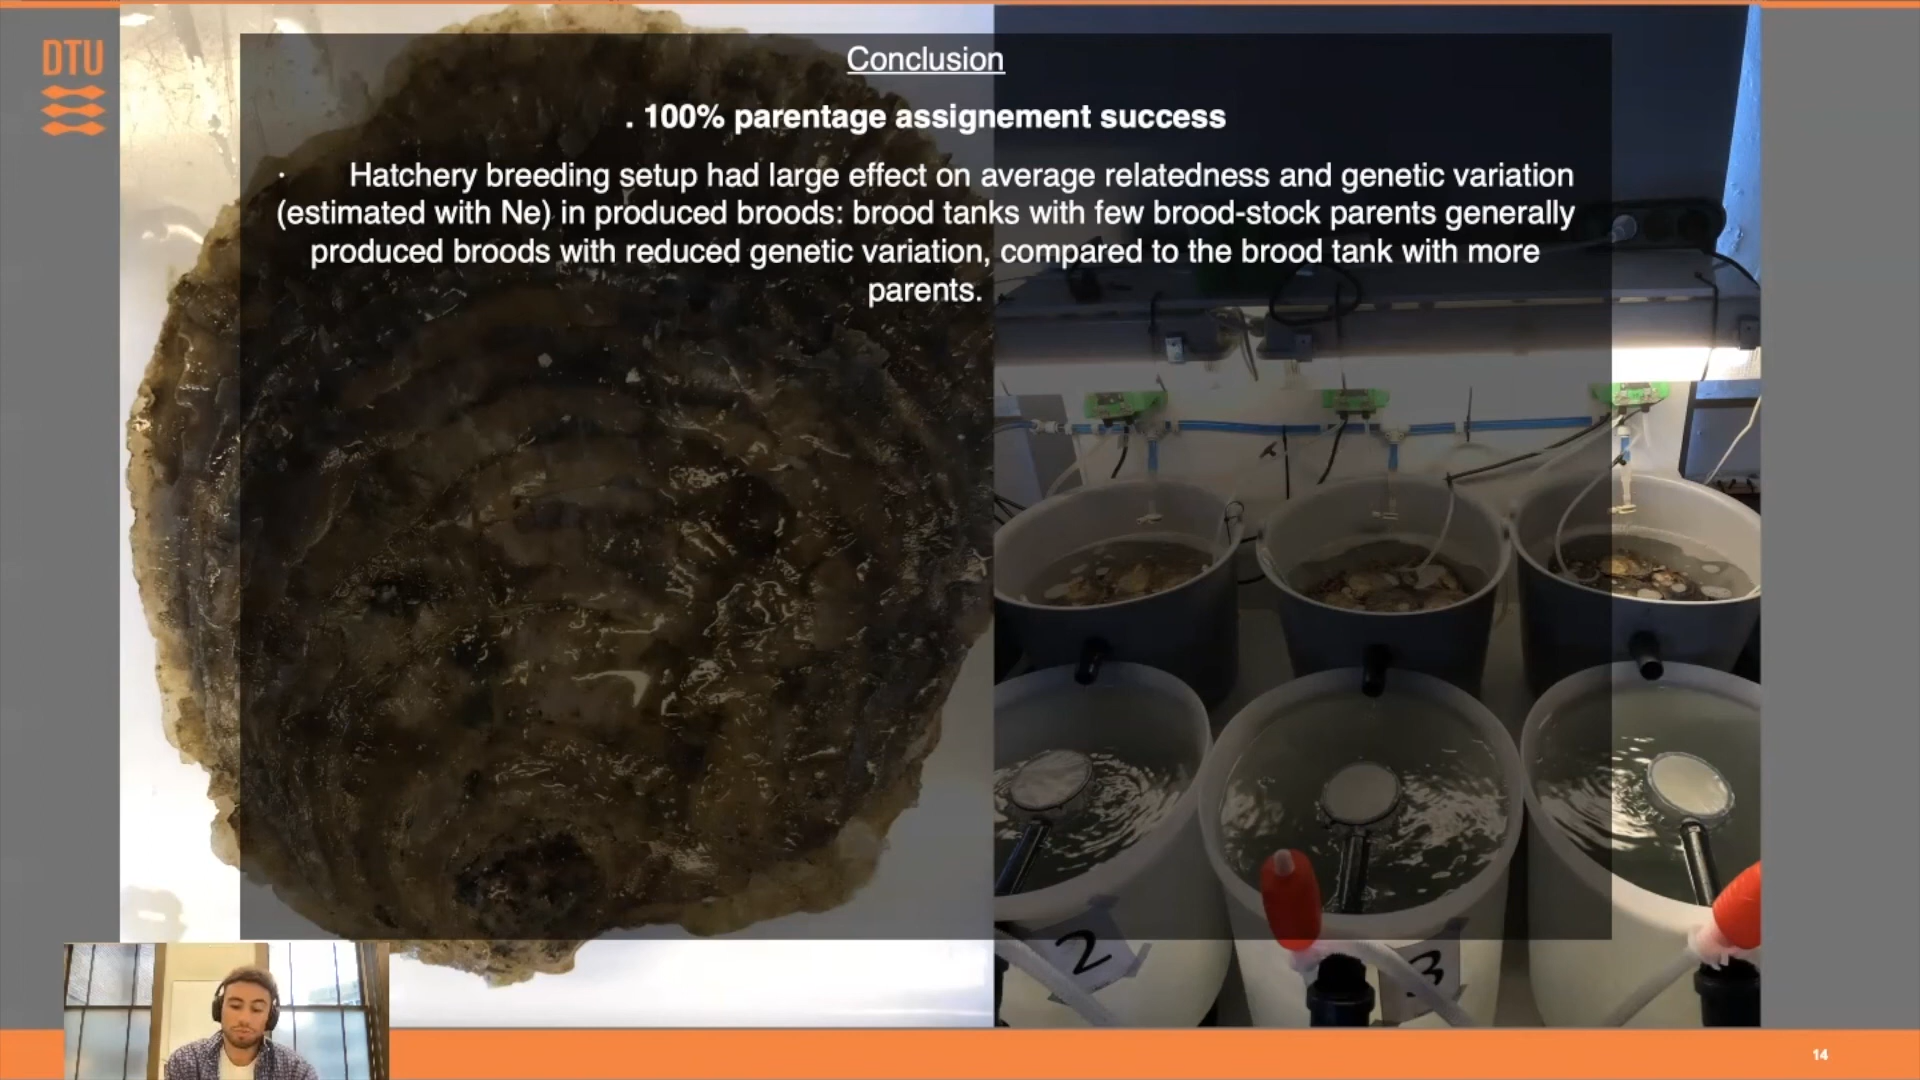 DTU
Conclusion
. 100% parentage assignement success
· Hatchery breeding setup had large effect on average relatedness and genetic variation
(estimated with Ne) in produced broods: brood tanks with few brood-stock parents generally
produced broods with reduced genetic variation, compared to the brood tank with more
parents.
2
3
14